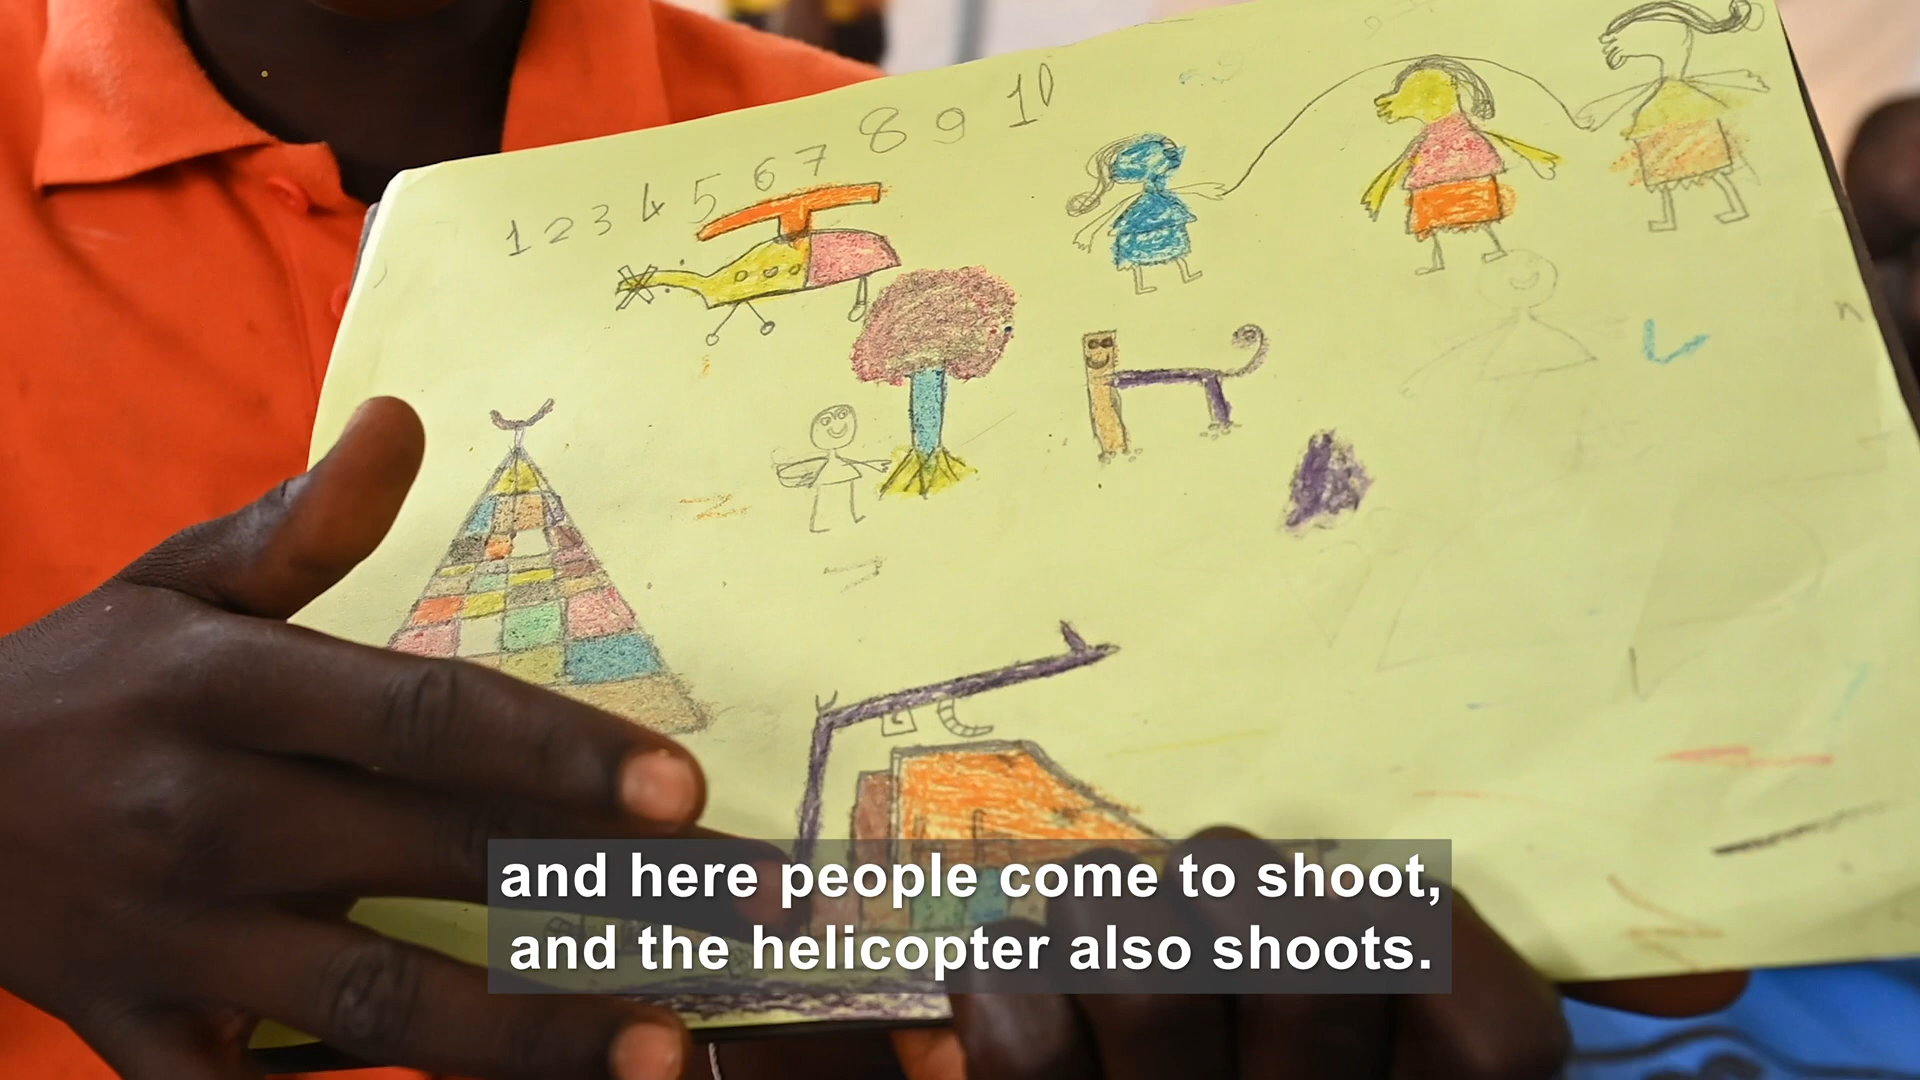 1 2 3 4 5 6 7 8 9 10
and here people come to shoot,
and the helicopter also shoots.